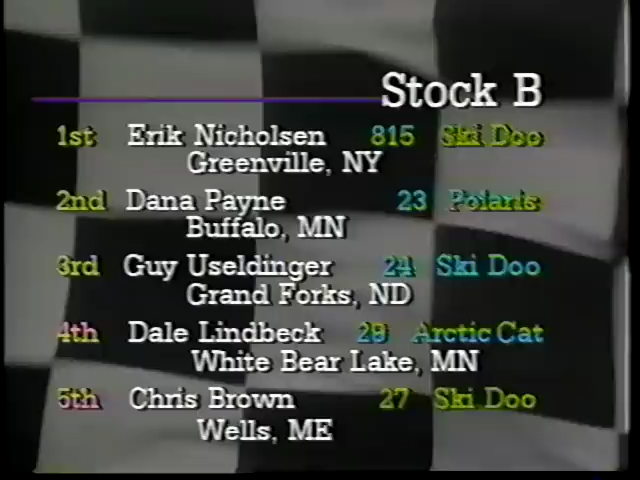 Stock B
1st Erik Nicholsen 815 Ski Doo
Greenville, NY
2nd Dana Payne 23 Polaris
Buffalo, MN
3rd Guy Useldinger 24 Ski Doo
Grand Forks, ND
4th Dale Lindbeck 29 Arctic Cat
White Bear Lake, MN
5th Chris Brown 27 Ski Doo
Wells, ME